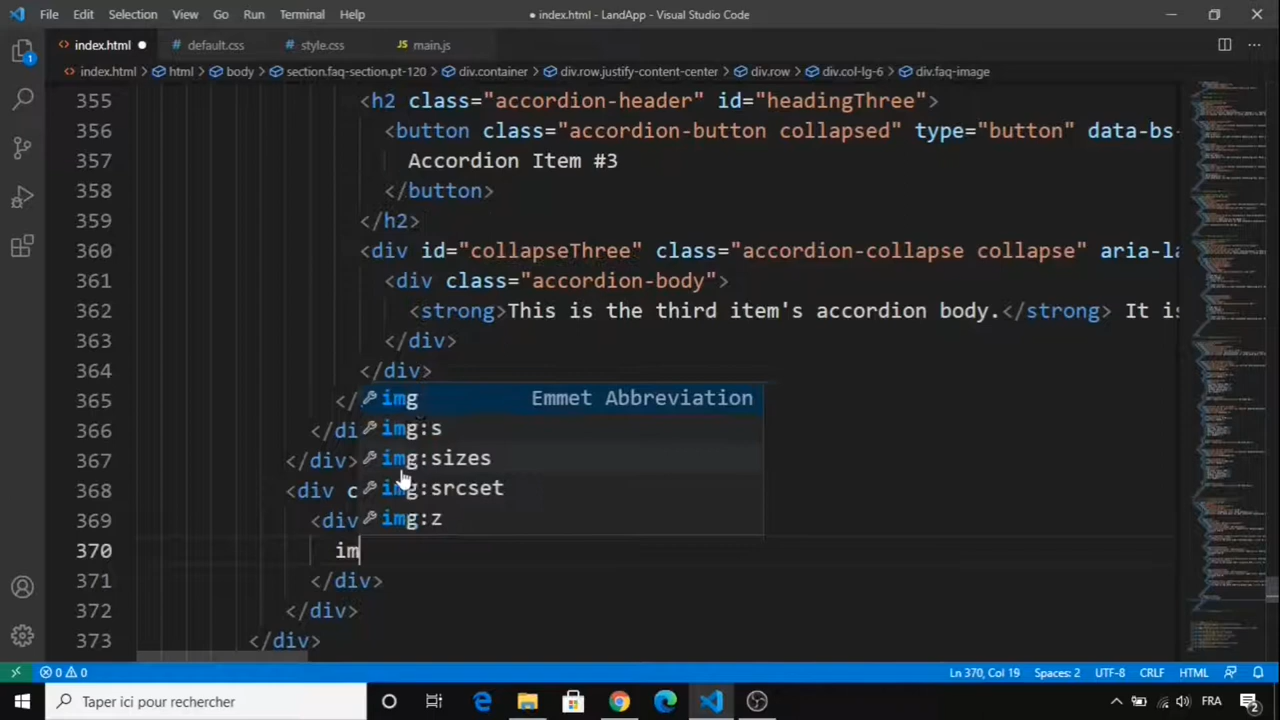 File Edit Selection View Go Run Terminal Help ● index.html - LandApp - Visual Studio Code
<> index.html ● # default.css # style.css JS main.js ···
<> index.html > html > body > section.faq-section.pt-120 > div.container > div.row.justify-content-center > div.row > div.col-lg-6 > div.faq-image
1
355 <h2 class="accordion-header" id="headingThree">
356 <button class="accordion-button collapsed" type="button" data-bs-
357 Accordion Item #3
358 </button>
359 </h2>
360 <div id="collapseThree" class="accordion-collapse collapse" aria-la
361 <div class="accordion-body">
362 <strong>This is the third item's accordion body.</strong> It is
363 </div>
364 </div>
365 </ img Emmet Abbreviation
366 </di img:s
367 </div> img:sizes
368 <div c img:srcset
369 <div img:z
370 im
371 </div>
372 </div>
373 </div>
0 0 Ln 370, Col 19 Spaces: 2 UTF-8 CRLF HTML
Taper ici pour rechercher FRA 2